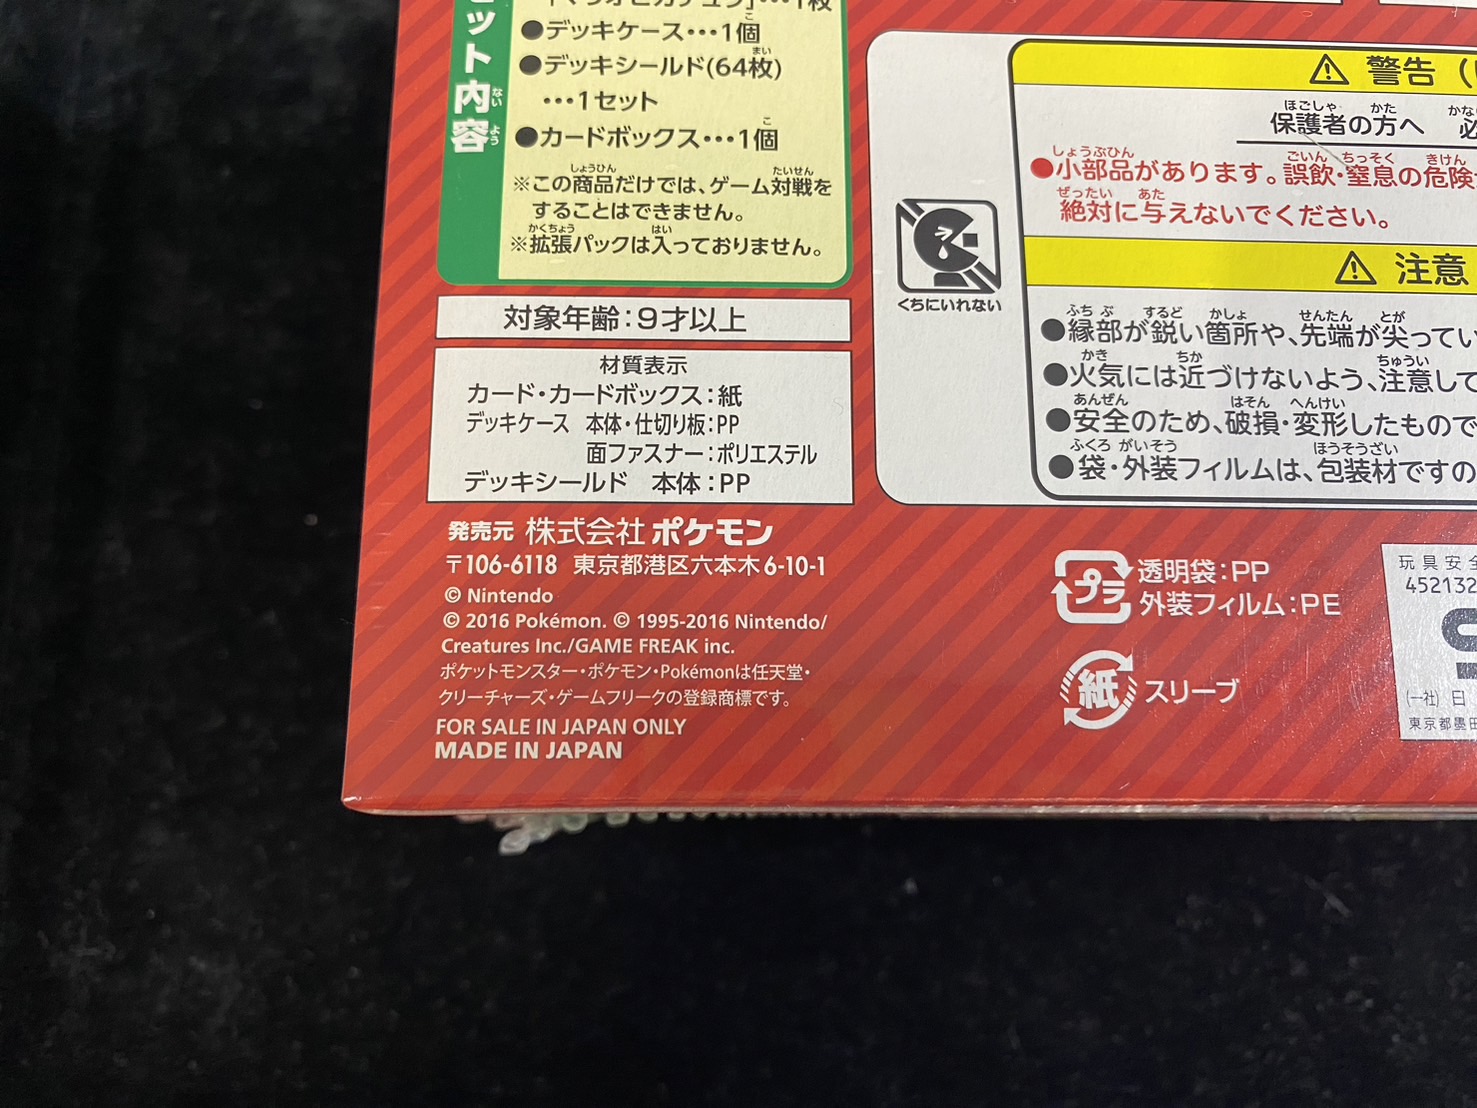 セット内容
「マリオピカチュウ」・・・1枚
●デッキケース・・・1個
●デッキシールド(64枚)
・・・1セット
●カードボックス・・・1個
※この商品だけでは、ゲーム対戦を
することはできません。
※拡張パックは入っておりません。
対象年齢：9才以上
材質表示
カード・カードボックス：紙
デッキケース 本体・仕切り板：PP
面ファスナー：ポリエステル
デッキシールド 本体：PP
発売元 株式会社 ポケモン
〒106-6118 東京都港区六本木6-10-1
© Nintendo
© 2016 Pokémon. © 1995-2016 Nintendo/
Creatures Inc./GAME FREAK inc.
ポケットモンスター・ポケモン・Pokémonは任天堂・
クリーチャーズ・ゲームフリークの登録商標です。
FOR SALE IN JAPAN ONLY
MADE IN JAPAN
くちにいれない
警告（
保護者の方へ 必
●小部品があります。誤飲・窒息の危険
絶対に与えないでください。
注意
●縁部が鋭い箇所や、先端が尖ってい
●火気には近づけないよう、注意して
●安全のため、破損・変形したもので
●袋・外装フィルムは、包装材ですの
プラ
透明袋：PP
外装フィルム：PE
紙 スリーブ
玩具安全
452132
(一社) 日
東京都墨田